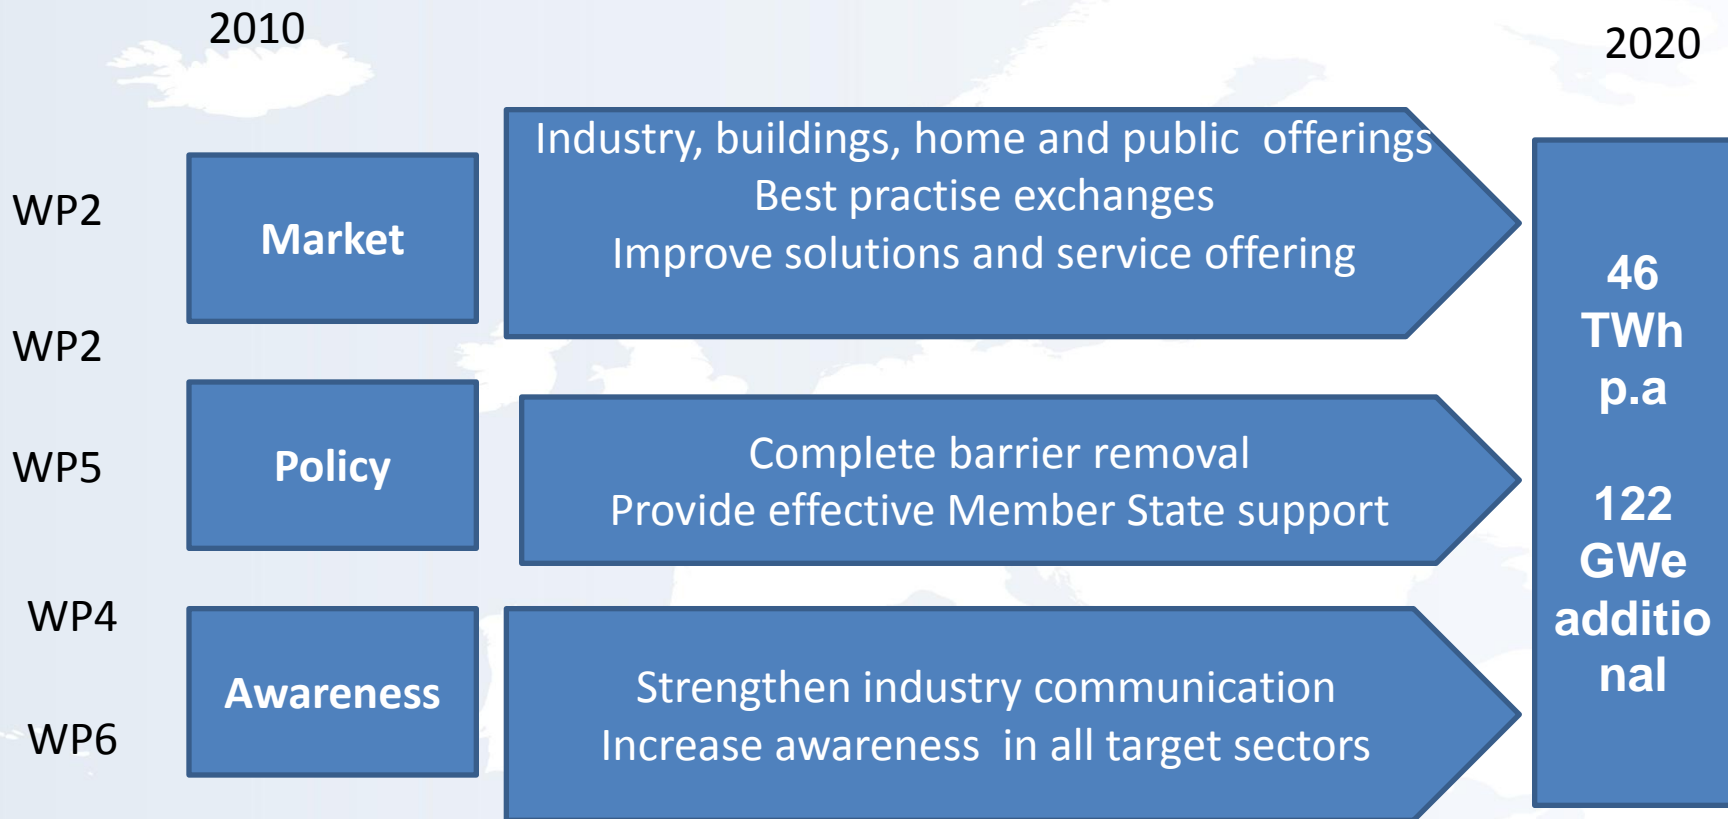 2010
2020
WP2
Market
Industry, buildings, home and public offerings
Best practise exchanges
Improve solutions and service offering
WP2
WP5
Policy
Complete barrier removal
Provide effective Member State support
WP4
Awareness
Strengthen industry communication
Increase awareness in all target sectors
WP6
46
TWh
p.a
122
GWe
additio
nal